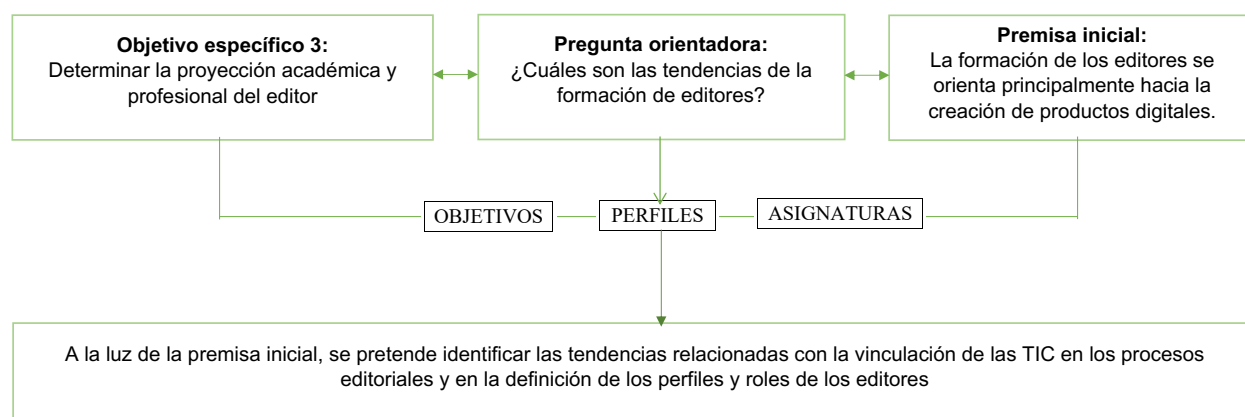 Objetivo específico 3:
Determinar la proyección académica y
profesional del editor
Pregunta orientadora:
¿Cuáles son las tendencias de la
formación de editores?
Premisa inicial:
La formación de los editores se
orienta principalmente hacia la
creación de productos digitales.
OBJETIVOS
PERFILES
ASIGNATURAS
A la luz de la premisa inicial, se pretende identificar las tendencias relacionadas con la vinculación de las TIC en los procesos
editoriales y en la definición de los perfiles y roles de los editores